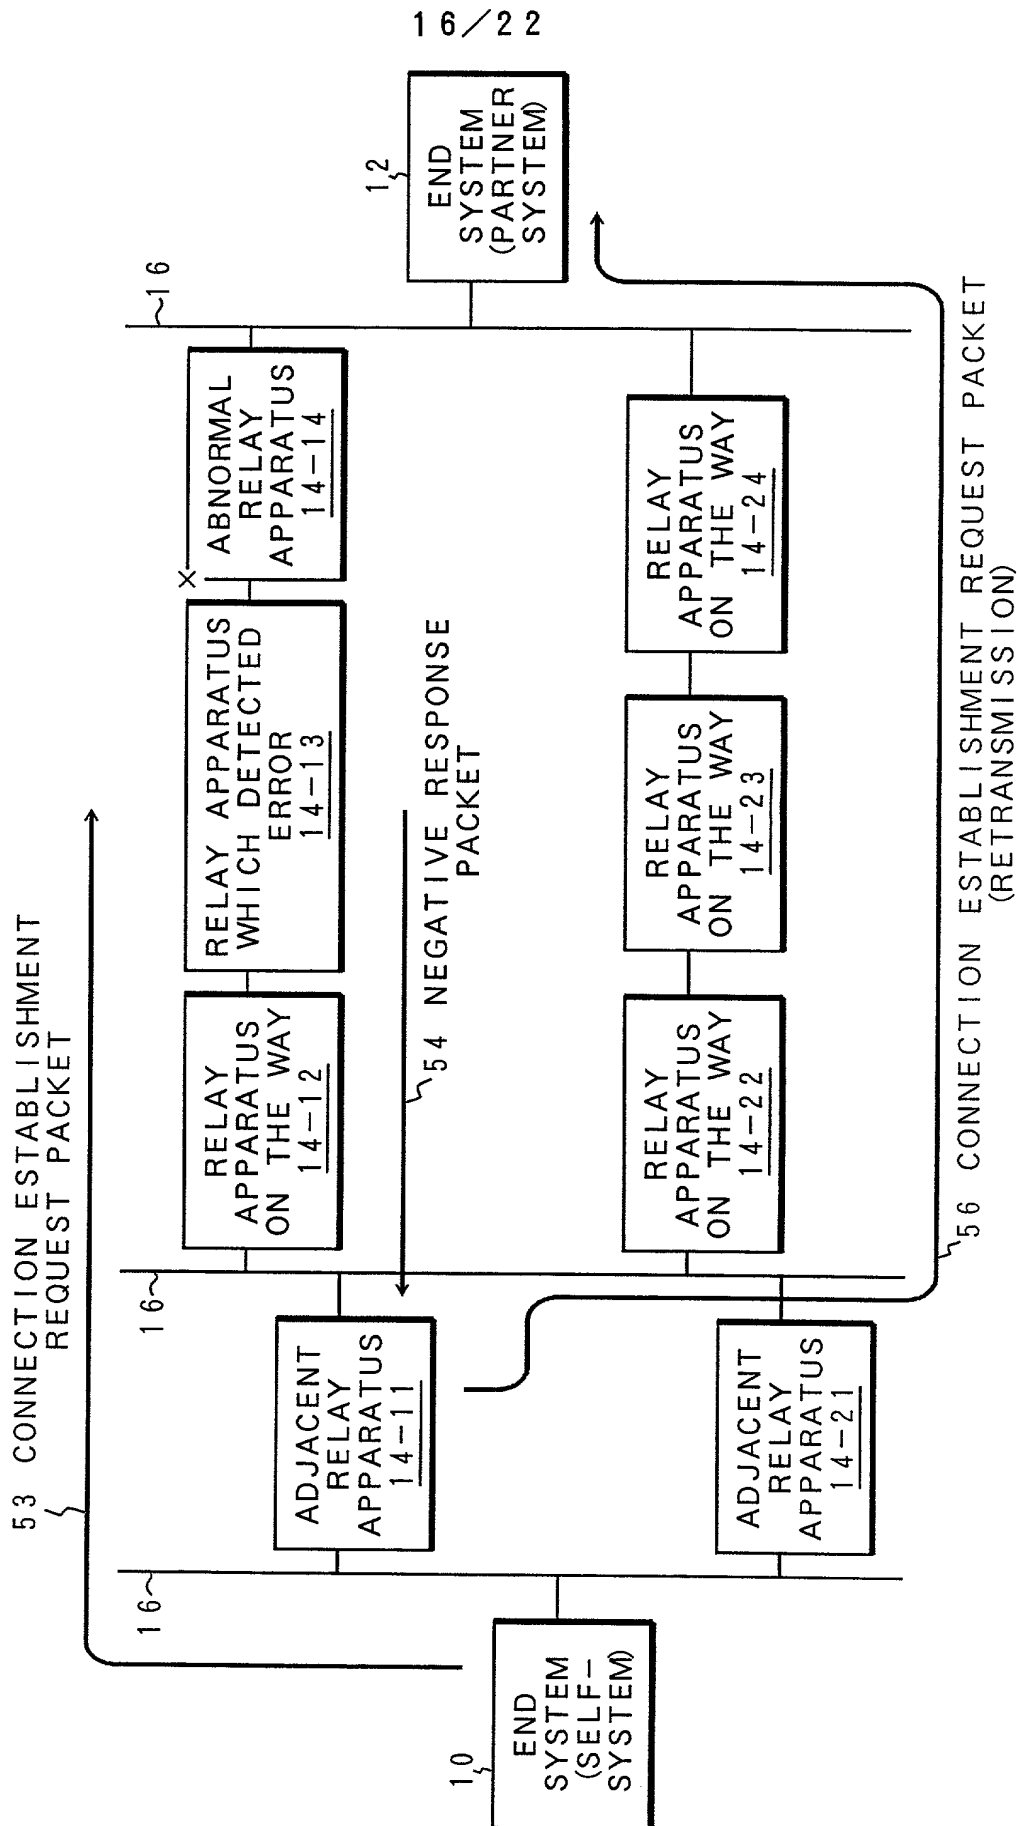 16/22
53 CONNECTION ESTABLISHMENT
REQUEST PACKET
10
END
SYSTEM
(SELF-
SYSTEM)
16
ADJACENT
RELAY
APPARATUS
14-11
ADJACENT
RELAY
APPARATUS
14-21
16
RELAY
APPARATUS
ON THE WAY
14-12
RELAY APPARATUS
WHICH DETECTED
ERROR
14-13
×
ABNORMAL
RELAY
APPARATUS
14-14
54 NEGATIVE RESPONSE
PACKET
RELAY
APPARATUS
ON THE WAY
14-22
RELAY
APPARATUS
ON THE WAY
14-23
RELAY
APPARATUS
ON THE WAY
14-24
16
12
END
SYSTEM
(PARTNER
SYSTEM)
56 CONNECTION ESTABLISHMENT REQUEST PACKET
(RETRANSMISSION)